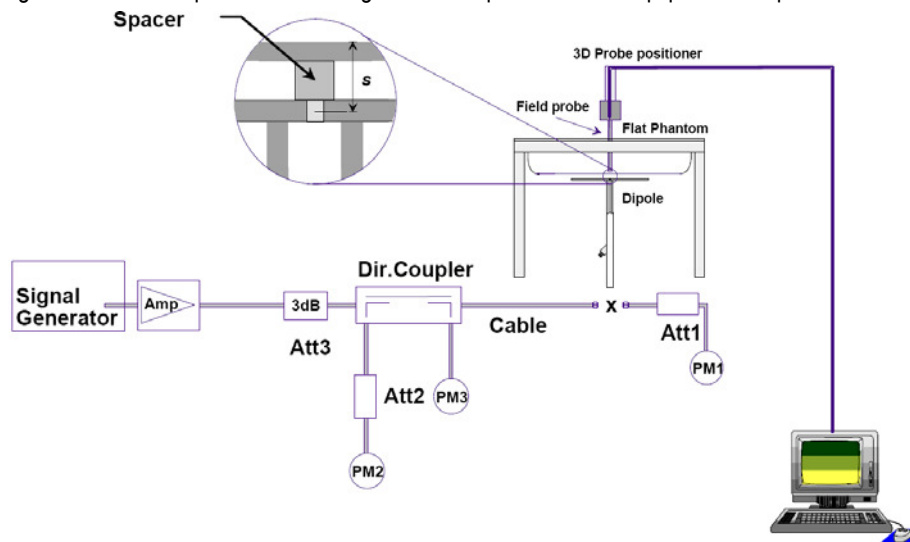 Spacer
s
3D Probe positioner
Field probe
Flat Phantom
Dipole
Dir.Coupler
Signal
Generator
Amp
3dB
Att3
Cable
x
Att1
PM1
Att2
PM3
PM2